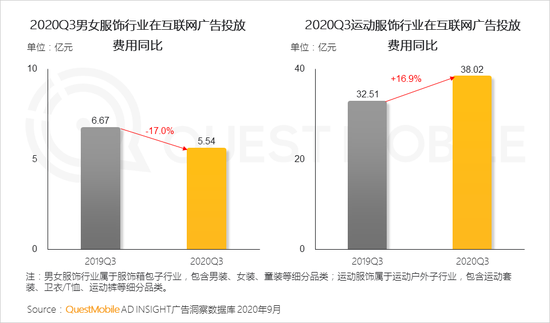 2020Q3男女服饰行业在互联网广告投放
费用同比
单位：亿元
10
5
0
6.67
-17.0%
5.54
2019Q3
2020Q3
2020Q3运动服饰行业在互联网广告投放
费用同比
单位：亿元
80
40
0
32.51
+16.9%
38.02
2019Q3
2020Q3
QUEST MOBILE
注：男女服饰行业属于服饰箱包子行业，包含男装、女装、童装等细分品类；运动服饰属于运动户外子行业，包含运动套
装、卫衣/T恤、运动裤等细分品类。
Source：QuestMobile AD INSIGHT广告洞察数据库 2020年9月